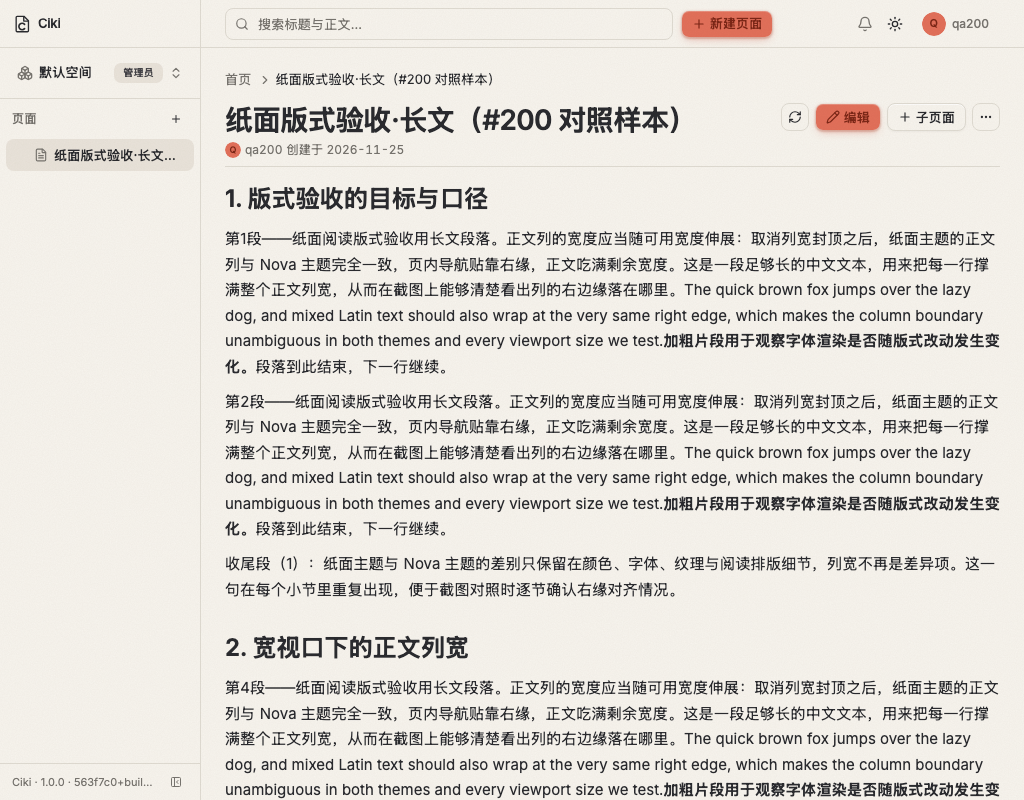 Ciki
搜索标题与正文...
新建页面
Q
qa200
默认空间
管理员
页面
纸面版式验收·长文...
首页
纸面版式验收·长文（#200 对照样本）
纸面版式验收·长文（#200 对照样本）
编辑
子页面
Q qa200 创建于 2026-11-25
1. 版式验收的目标与口径
第1段——纸面阅读版式验收用长文段落。正文列的宽度应当随可用宽度伸展：取消列宽封顶之后，纸面主题的正文
列与 Nova 主题完全一致，页内导航贴靠右缘，正文吃满剩余宽度。这是一段足够长的中文文本，用来把每一行撑
满整个正文列宽，从而在截图上能够清楚看出列的右边缘落在哪里。The quick brown fox jumps over the lazy
dog, and mixed Latin text should also wrap at the very same right edge, which makes the column boundary
unambiguous in both themes and every viewport size we test.加粗片段用于观察字体渲染是否随版式改动发生变
化。段落到此结束，下一行继续。
第2段——纸面阅读版式验收用长文段落。正文列的宽度应当随可用宽度伸展：取消列宽封顶之后，纸面主题的正文
列与 Nova 主题完全一致，页内导航贴靠右缘，正文吃满剩余宽度。这是一段足够长的中文文本，用来把每一行撑
满整个正文列宽，从而在截图上能够清楚看出列的右边缘落在哪里。The quick brown fox jumps over the lazy
dog, and mixed Latin text should also wrap at the very same right edge, which makes the column boundary
unambiguous in both themes and every viewport size we test.加粗片段用于观察字体渲染是否随版式改动发生变
化。段落到此结束，下一行继续。
收尾段（1）：纸面主题与 Nova 主题的差别只保留在颜色、字体、纹理与阅读排版细节，列宽不再是差异项。这一
句在每个小节里重复出现，便于截图对照时逐节确认右缘对齐情况。
2. 宽视口下的正文列宽
第4段——纸面阅读版式验收用长文段落。正文列的宽度应当随可用宽度伸展：取消列宽封顶之后，纸面主题的正文
列与 Nova 主题完全一致，页内导航贴靠右缘，正文吃满剩余宽度。这是一段足够长的中文文本，用来把每一行撑
满整个正文列宽，从而在截图上能够清楚看出列的右边缘落在哪里。The quick brown fox jumps over the lazy
dog, and mixed Latin text should also wrap at the very same right edge, which makes the column boundary
unambiguous in both themes and every viewport size we test.加粗片段用于观察字体渲染是否随版式改动发生变
Ciki · 1.0.0 · 563f7c0+buil...